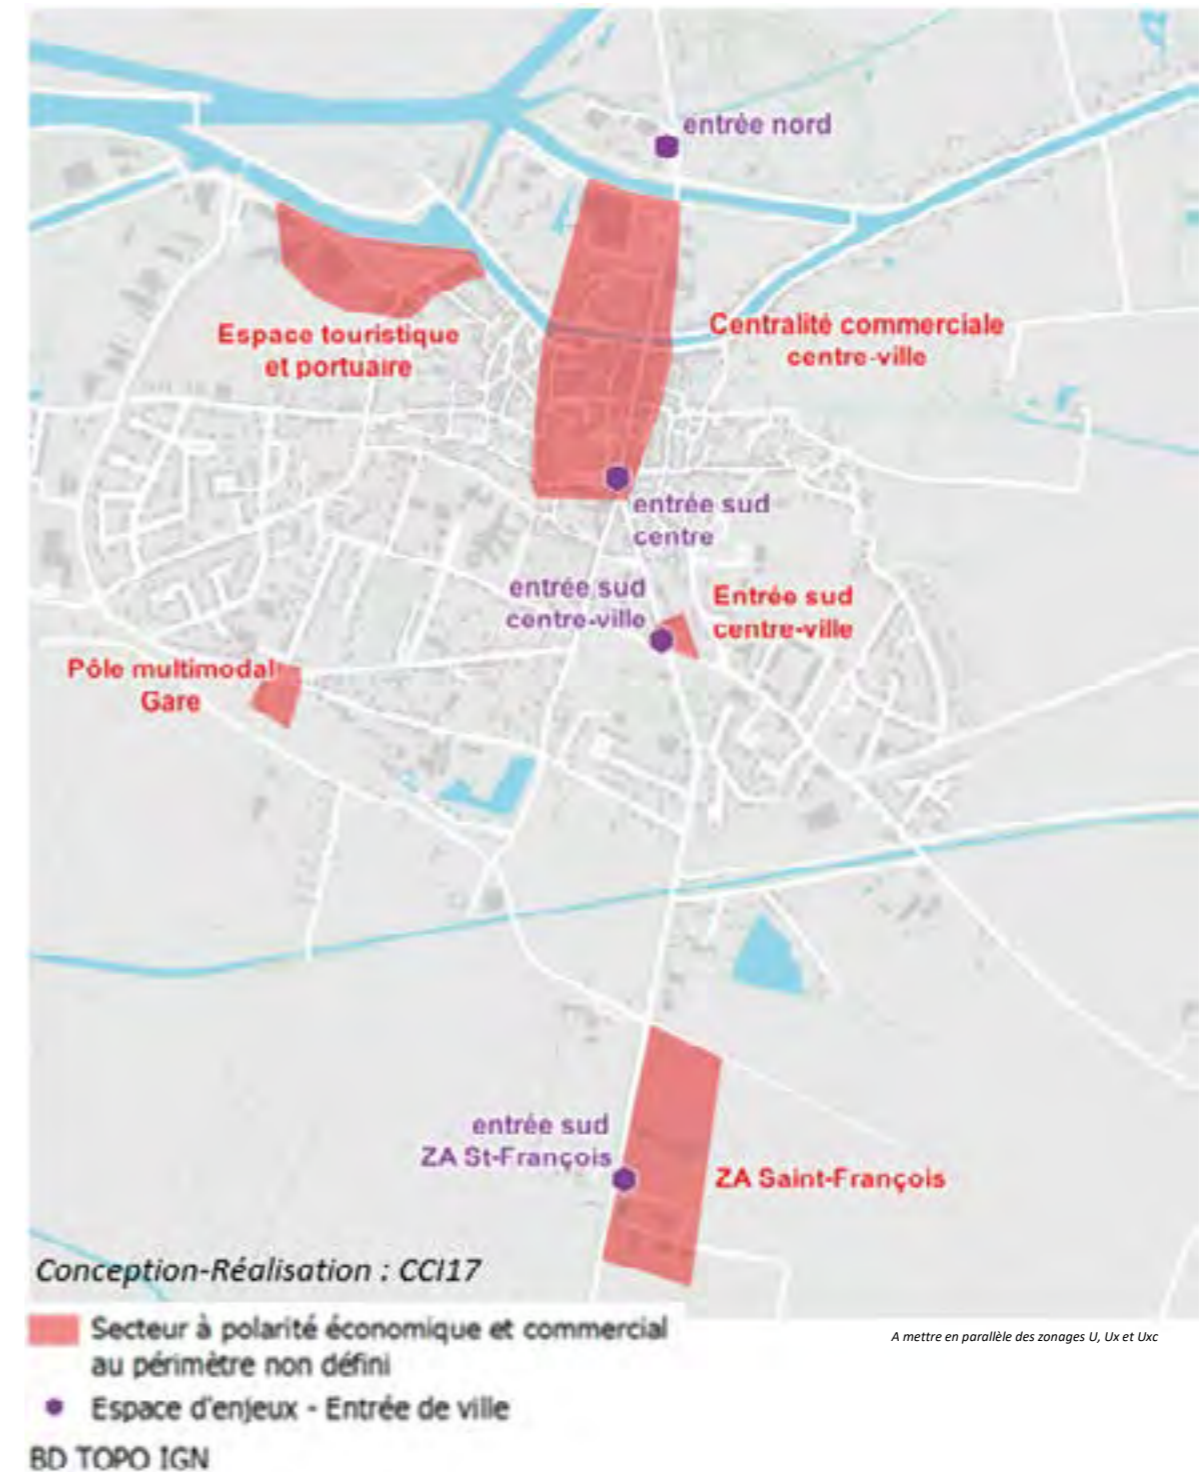 entrée nord
Espace touristique
et portuaire
Centralité commerciale
centre-ville
entrée sud
centre
entrée sud
centre-ville
Entrée sud
centre-ville
Pôle multimodal
Gare
entrée sud
ZA St-François
ZA Saint-François
Conception-Réalisation : CCI17
Secteur à polarité économique et commercial
au périmètre non défini
A mettre en parallèle des zonages U, Ux et Uxc
Espace d'enjeux - Entrée de ville
BD TOPO IGN